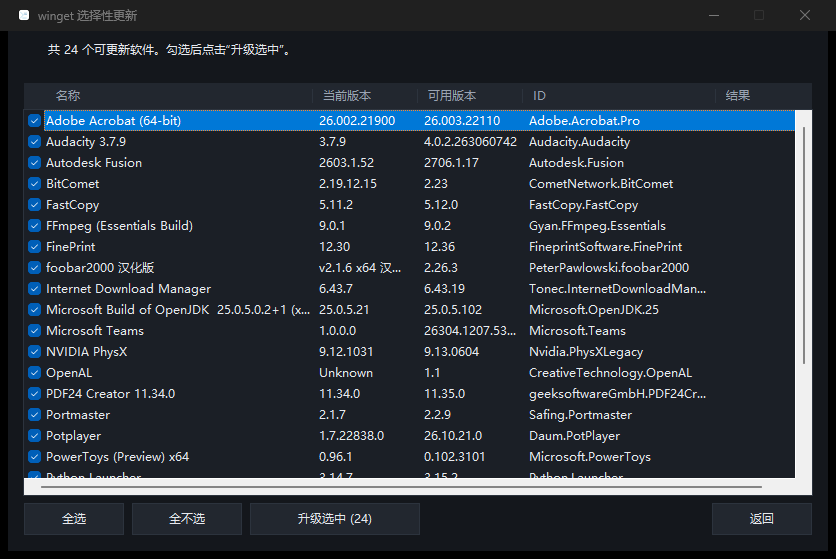 winget 选择性更新
共 24 个可更新软件。勾选后点击“升级选中”。
名称 当前版本 可用版本 ID 结果
Adobe Acrobat (64-bit) 26.002.21900 26.003.22110 Adobe.Acrobat.Pro
Audacity 3.7.9 3.7.9 4.0.2.263060742 Audacity.Audacity
Autodesk Fusion 2603.1.52 2706.1.17 Autodesk.Fusion
BitComet 2.19.12.15 2.23 CometNetwork.BitComet
FastCopy 5.11.2 5.12.0 FastCopy.FastCopy
FFmpeg (Essentials Build) 9.0.1 9.0.2 Gyan.FFmpeg.Essentials
FinePrint 12.30 12.36 FineprintSoftware.FinePrint
foobar2000 汉化版 v2.1.6 x64 汉... 2.26.3 PeterPawlowski.foobar2000
Internet Download Manager 6.43.7 6.43.19 Tonec.InternetDownloadMan...
Microsoft Build of OpenJDK 25.0.5.0.2+1 (x... 25.0.5.21 25.0.5.102 Microsoft.OpenJDK.25
Microsoft Teams 1.0.0.0 26304.1207.53... Microsoft.Teams
NVIDIA PhysX 9.12.1031 9.13.0604 Nvidia.PhysXLegacy
OpenAL Unknown 1.1 CreativeTechnology.OpenAL
PDF24 Creator 11.34.0 11.34.0 11.35.0 geeksoftwareGmbH.PDF24Cr...
Portmaster 2.1.7 2.2.9 Safing.Portmaster
Potplayer 1.7.22838.0 26.10.21.0 Daum.PotPlayer
PowerToys (Preview) x64 0.96.1 0.102.3101 Microsoft.PowerToys
Python Launcher 3.14.7 3.15.2 Python.Launcher
全选 全不选 升级选中 (24) 返回